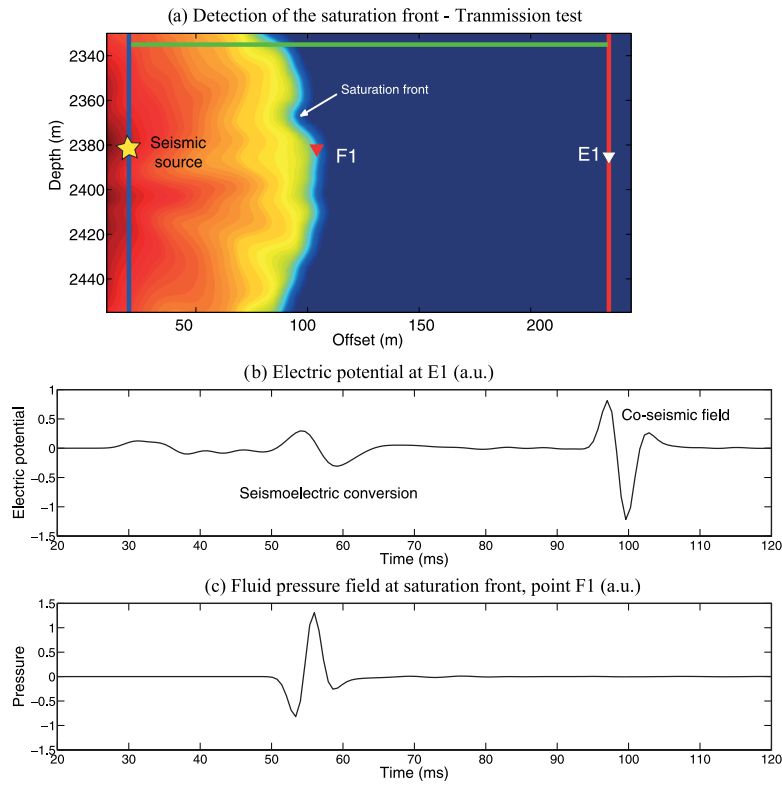 (a) Detection of the saturation front - Tranmission test
2330
2360
2380
2400
2420
2440
Depth (m)
Saturation front
Seismic
source
F1
E1
50
100
150
200
Offset (m)
(b) Electric potential at E1 (a.u.)
1
0.5
0
−0.5
−1
−1.5
Electric potential
Co-seismic field
Seismoelectric conversion
20 30 40 50 60 70 80 90 100 110 120
Time (ms)
(c) Fluid pressure field at saturation front, point F1 (a.u.)
1.5
1
0.5
0
−0.5
-1
-1.5
Pressure
20 30 40 50 60 70 80 90 100 110 120
Time (ms)